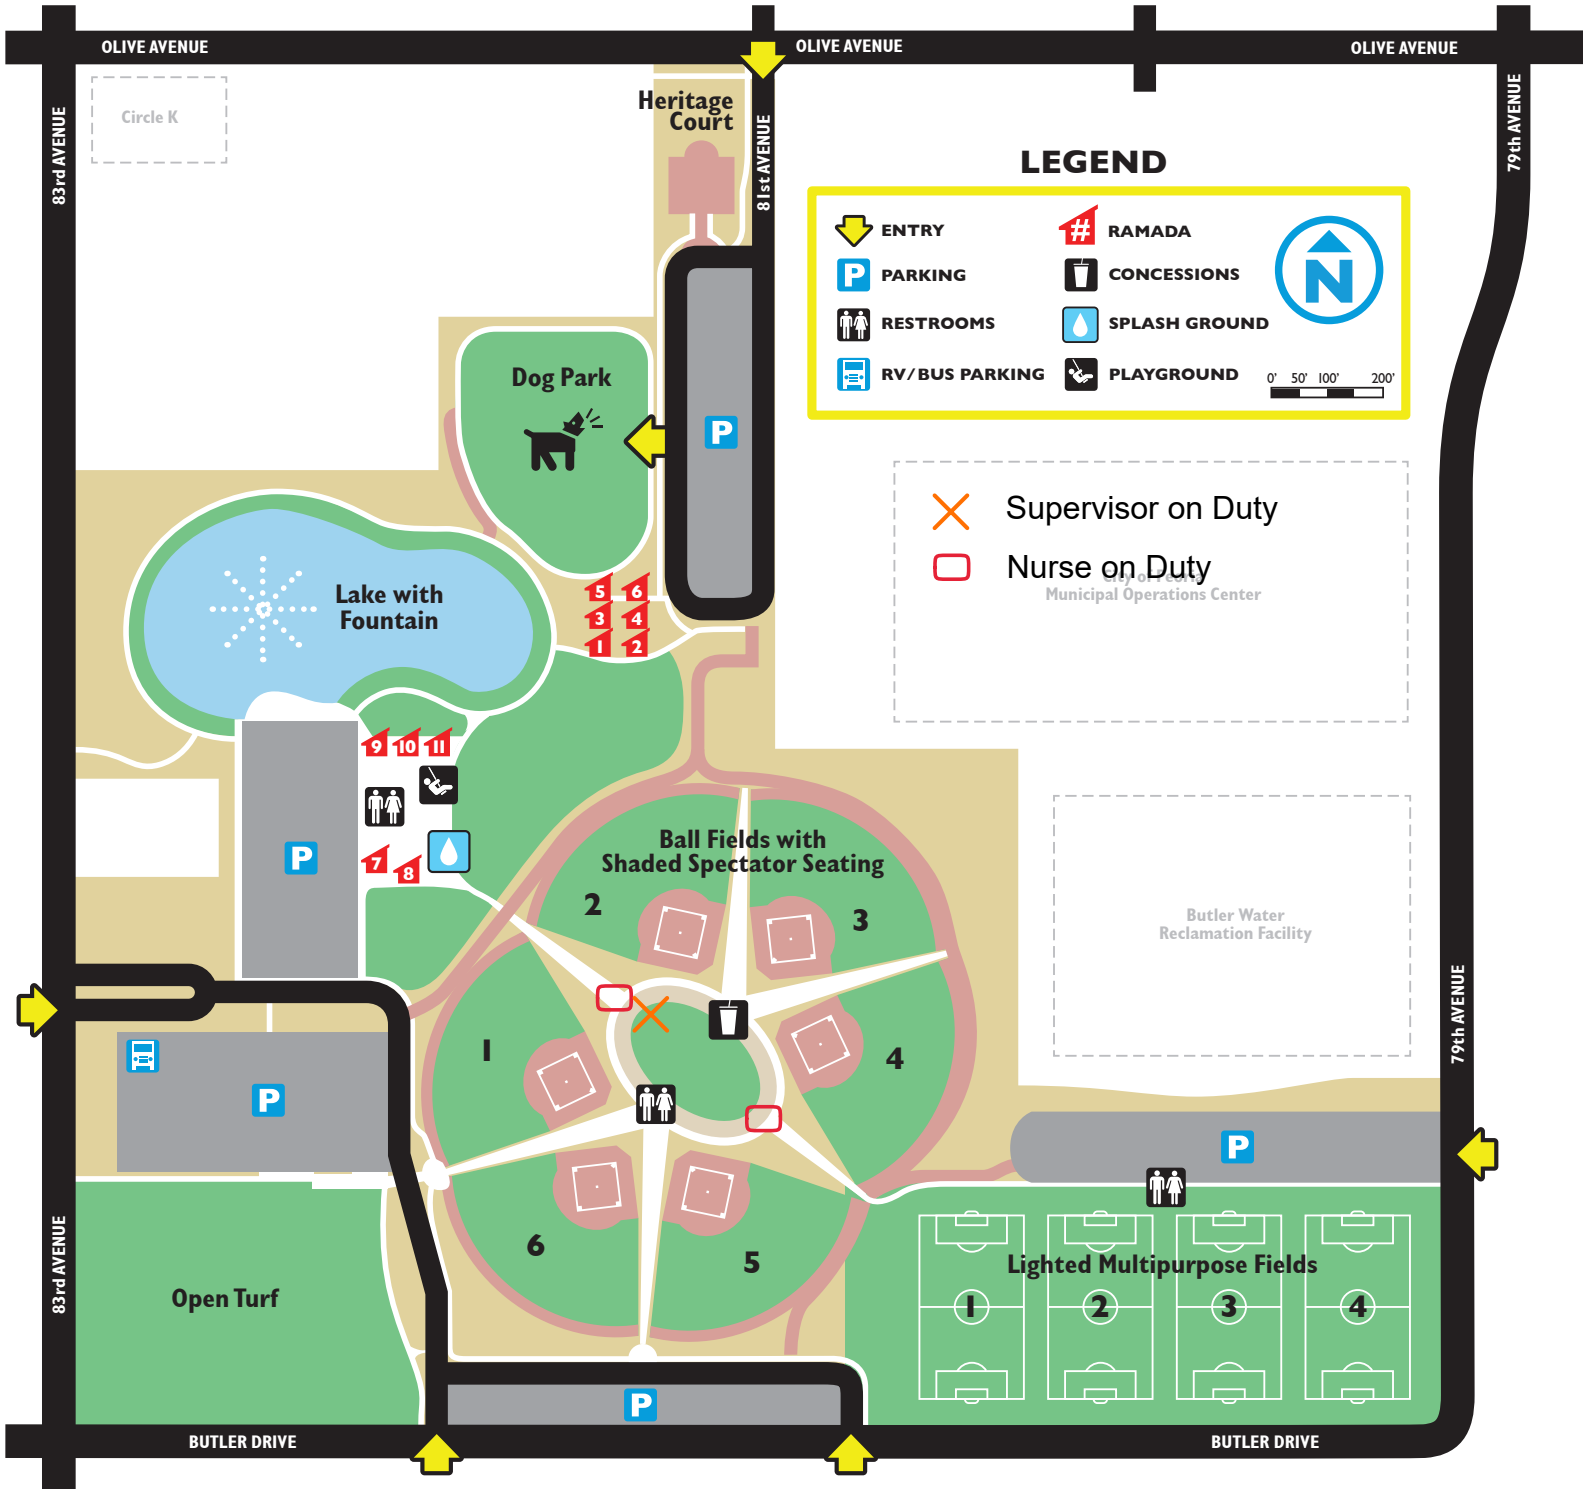 OLIVE AVENUE
OLIVE AVENUE
OLIVE AVENUE
83rd AVENUE
Circle K
Heritage
Court
81st AVENUE
79th AVENUE
LEGEND
ENTRY
PARKING
RESTROOMS
RV/BUS PARKING
# RAMADA
CONCESSIONS
SPLASH GROUND
PLAYGROUND
N
0' 50' 100' 200'
Dog Park
P
Supervisor on Duty
Nurse on Duty
City of Peoria
Municipal Operations Center
Lake with
Fountain
5 6
3 4
1 2
9 10 11
P
7 8
Ball Fields with
Shaded Spectator Seating
2
3
1
4
6
5
Butler Water
Reclamation Facility
79th AVENUE
P
P
83rd AVENUE
Open Turf
Lighted Multipurpose Fields
1 2 3 4
P
BUTLER DRIVE
BUTLER DRIVE